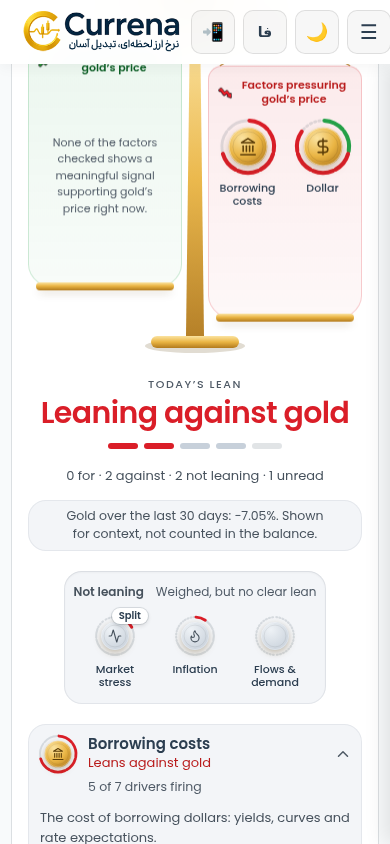 Currena
نرخ ارز لحظه‌ای، تبدیل آسان
فا
gold's price
Factors pressuring
gold's price
None of the factors
checked shows a
meaningful signal
supporting gold's
price right now.
Borrowing
costs
Dollar
TODAY'S LEAN
Leaning against gold
0 for · 2 against · 2 not leaning · 1 unread
Gold over the last 30 days: -7.05%. Shown
for context, not counted in the balance.
Not leaning Weighed, but no clear lean
Split
Market
stress
Inflation
Flows &
demand
Borrowing costs
Leans against gold
5 of 7 drivers firing
The cost of borrowing dollars: yields, curves and
rate expectations.